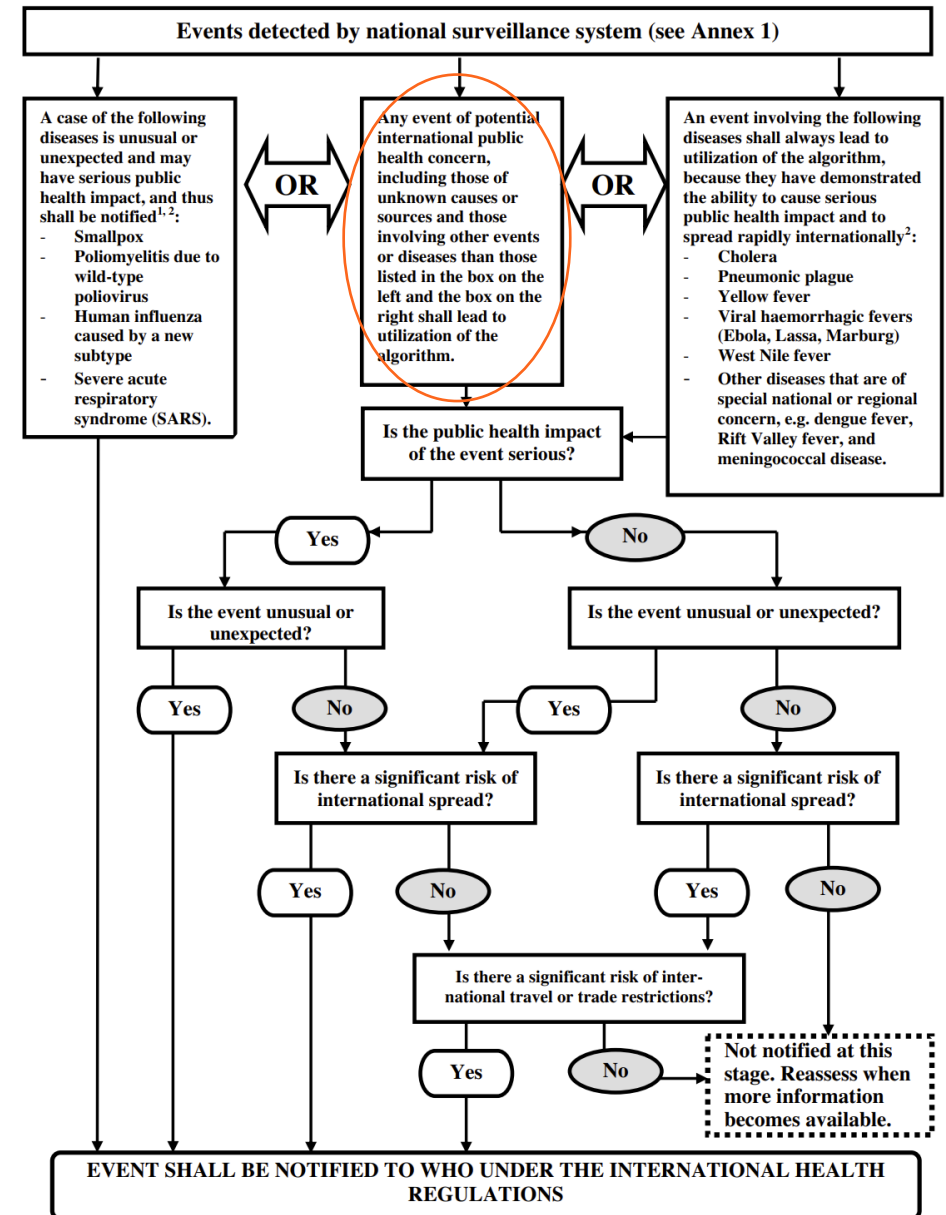 Events detected by national surveillance system (see Annex 1)
A case of the following
diseases is unusual or
unexpected and may
have serious public
health impact, and thus
shall be notified1, 2:
- Smallpox
- Poliomyelitis due to
wild-type
poliovirus
- Human influenza
caused by a new
subtype
- Severe acute
respiratory
syndrome (SARS).
OR
Any event of potential
international public
health concern,
including those of
unknown causes or
sources and those
involving other events
or diseases than those
listed in the box on the
left and the box on the
right shall lead to
utilization of the
algorithm.
OR
An event involving the following
diseases shall always lead to
utilization of the algorithm,
because they have demonstrated
the ability to cause serious
public health impact and to
spread rapidly internationally2:
- Cholera
- Pneumonic plague
- Yellow fever
- Viral haemorrhagic fevers
(Ebola, Lassa, Marburg)
- West Nile fever
- Other diseases that are of
special national or regional
concern, e.g. dengue fever,
Rift Valley fever, and
meningococcal disease.
Is the public health impact
of the event serious?
Yes
No
Is the event unusual or
unexpected?
Is the event unusual or unexpected?
Yes
No
Yes
No
Is there a significant risk of
international spread?
Is there a significant risk of
international spread?
Yes
No
Yes
No
Is there a significant risk of inter-
national travel or trade restrictions?
Yes
No
Not notified at this
stage. Reassess when
more information
becomes available.
EVENT SHALL BE NOTIFIED TO WHO UNDER THE INTERNATIONAL HEALTH
REGULATIONS